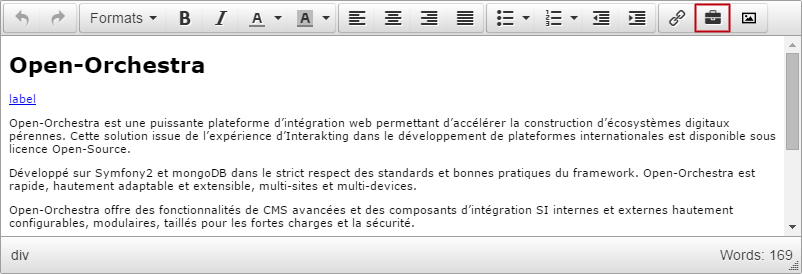 Formats B I A A
Open-Orchestra
label
Open-Orchestra est une puissante plateforme d’intégration web permettant d’accélérer la construction d’écosystèmes digitaux
pérennes. Cette solution issue de l’expérience d’Interakting dans le développement de plateformes internationales est disponible sous
licence Open-Source.
Développé sur Symfony2 et mongoDB dans le strict respect des standards et bonnes pratiques du framework. Open-Orchestra est
rapide, hautement adaptable et extensible, multi-sites et multi-devices.
Open-Orchestra offre des fonctionnalités de CMS avancées et des composants d’intégration SI internes et externes hautement
configurables, modulaires, taillés pour les fortes charges et la sécurité.
div Words: 169